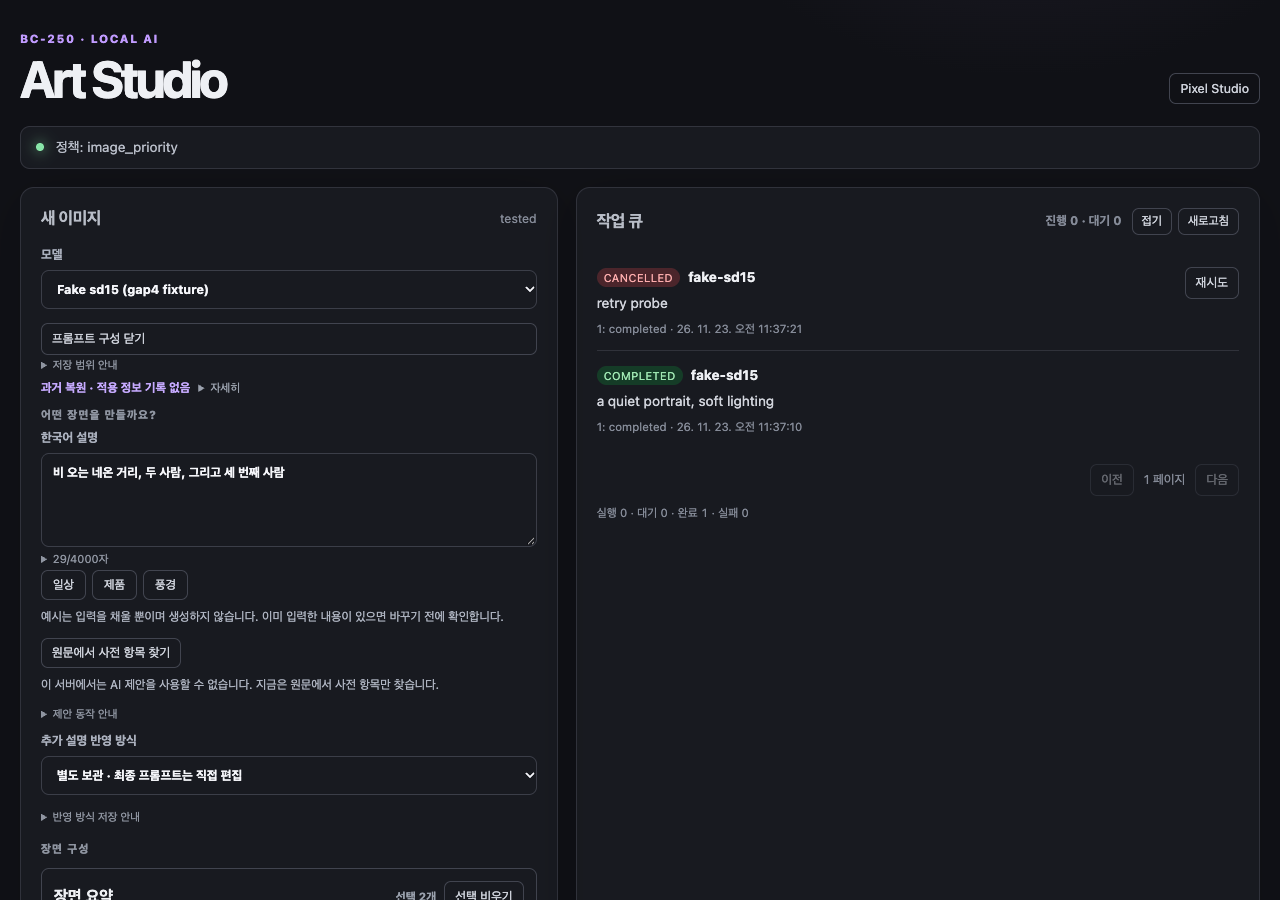 BC-250 · LOCAL AI
Art Studio
Pixel Studio
정책: image_priority
새 이미지
tested
모델
Fake sd15 (gap4 fixture)
프롬프트 구성 닫기
▶ 저장 범위 안내
과거 복원 · 적용 정보 기록 없음 ▶ 자세히
어떤 장면을 만들까요?
한국어 설명
비 오는 네온 거리, 두 사람, 그리고 세 번째 사람
▶ 29/4000자
일상 제품 풍경
예시는 입력을 채울 뿐이며 생성하지 않습니다. 이미 입력한 내용이 있으면 바꾸기 전에 확인합니다.
원문에서 사전 항목 찾기
이 서버에서는 AI 제안을 사용할 수 없습니다. 지금은 원문에서 사전 항목만 찾습니다.
▶ 제안 동작 안내
추가 설명 반영 방식
별도 보관 · 최종 프롬프트는 직접 편집
▶ 반영 방식 저장 안내
장면 구성
장면 요약 선택 2개 선택 비우기
작업 큐
진행 0 · 대기 0 접기 새로고침
CANCELLED fake-sd15
재시도
retry probe
1: completed · 26. 11. 23. 오전 11:37:21
COMPLETED fake-sd15
a quiet portrait, soft lighting
1: completed · 26. 11. 23. 오전 11:37:10
이전 1 페이지 다음
실행 0 · 대기 0 · 완료 1 · 실패 0